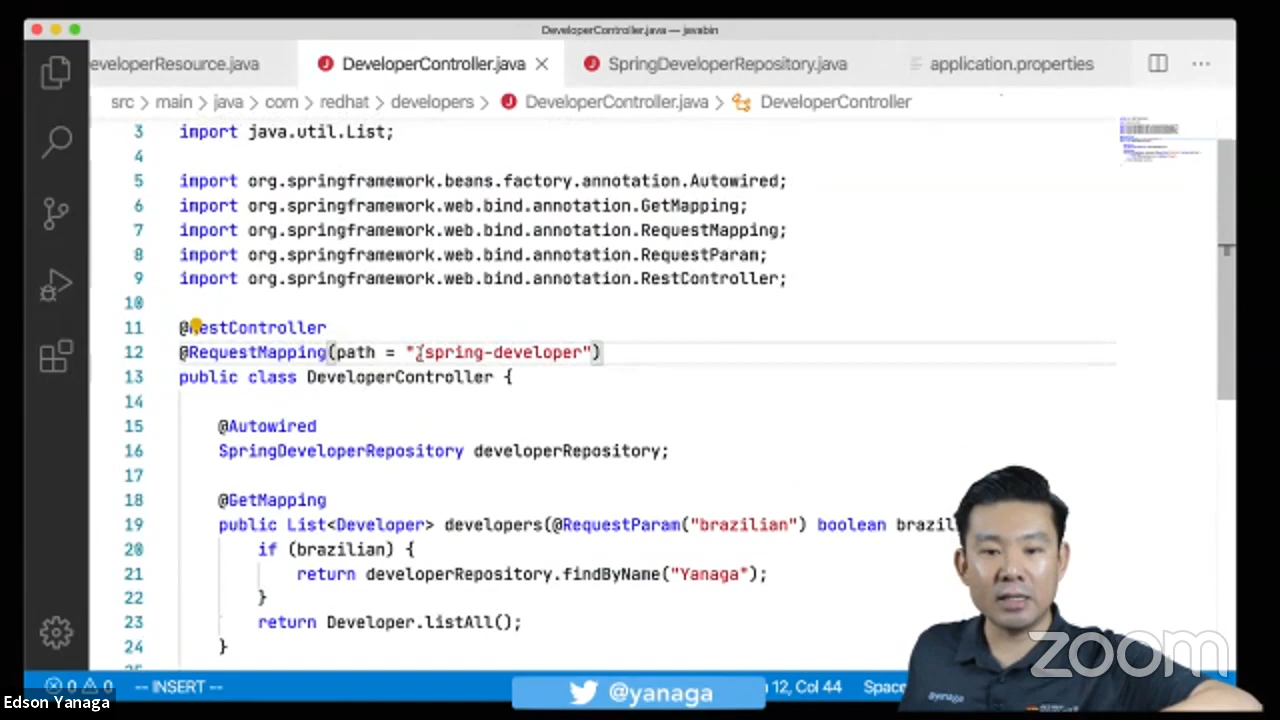 DeveloperController.java — javabin
eveloperResource.java DeveloperController.java SpringDeveloperRepository.java application.properties
src > main > java > com > redhat > developers > DeveloperController.java > DeveloperController
3 import java.util.List;
4
5 import org.springframework.beans.factory.annotation.Autowired;
6 import org.springframework.web.bind.annotation.GetMapping;
7 import org.springframework.web.bind.annotation.RequestMapping;
8 import org.springframework.web.bind.annotation.RequestParam;
9 import org.springframework.web.bind.annotation.RestController;
10
11 @RestController
12 @RequestMapping(path = "/spring-developer")
13 public class DeveloperController {
14
15 @Autowired
16 SpringDeveloperRepository developerRepository;
17
18 @GetMapping
19 public List<Developer> developers(@RequestParam("brazilian") boolean brazil
20 if (brazilian) {
21 return developerRepository.findByName("Yanaga");
22 }
23 return Developer.listAll();
24 }
0 0 -- INSERT -- 12, Col 44 Space
@yanaga
zoom
Edson Yanaga